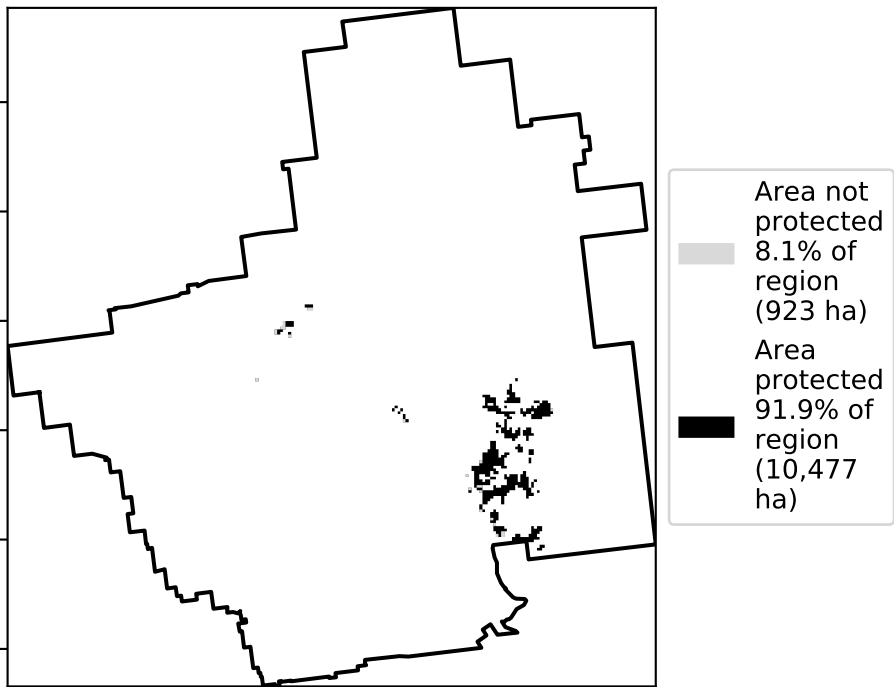 Area not
protected
8.1% of
region
(923 ha)
Area
protected
91.9% of
region
(10,477
ha)